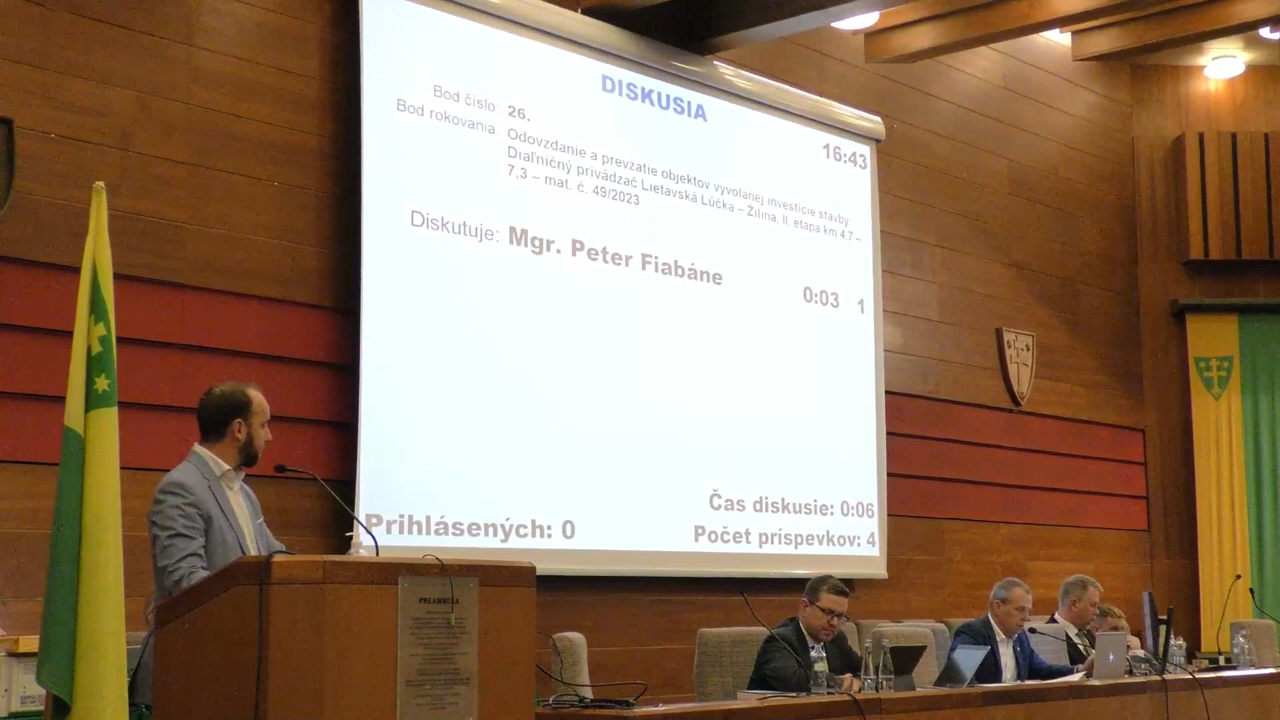 DISKUSIA
16:43
Bod číslo: 26.
Bod rokovania: Odovzdanie a prevzatie objektov vyvolanej investície stavby
Diaľničný privádzač Lietavská Lúčka – Žilina, II. etapa km 4,7 –
7,3 – mat. č. 49/2023
Diskutuje: Mgr. Peter Fiabáne
0:03 1
Čas diskusie: 0:06
Prihlásených: 0
Počet príspevkov: 4
PREAMBULA